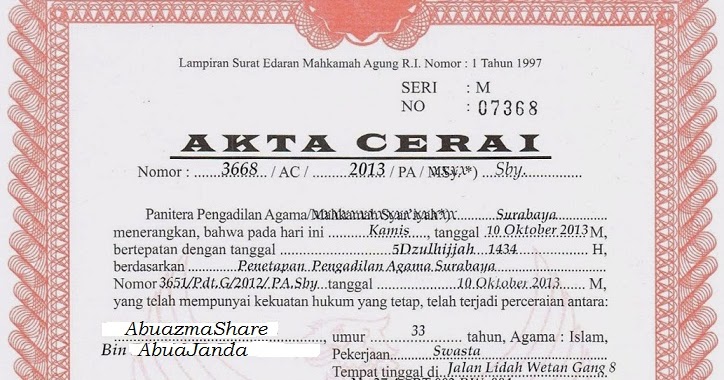 Lampiran Surat Edaran Mahkamah Agung R.I. Nomor : 1 Tahun 1997
SERI : M
NO : 07368
AKTA CERAI
Nomor : 3668 / AC / 2013 / PA / MSy.*) Sby.
Panitera Pengadilan Agama/Mahkamah Syar'iyah*) Surabaya
menerangkan, bahwa pada hari ini Kamis, tanggal 10 Oktober 2013 M,
bertepatan dengan tanggal 5Dzulhijjah 1434 H,
berdasarkan Penetapan Pengadilan Agama Surabaya
Nomor 3651/Pdt.G/2012/.PA.Sby tanggal 10 Oktober 2013. M,
yang telah mempunyai kekuatan hukum yang tetap, telah terjadi perceraian antara:
AbuazmaShare, umur 33 tahun, Agama : Islam,
Bin AbuaJanda Pekerjaan Swasta
Tempat tinggal di Jalan Lidah Wetan Gang 8